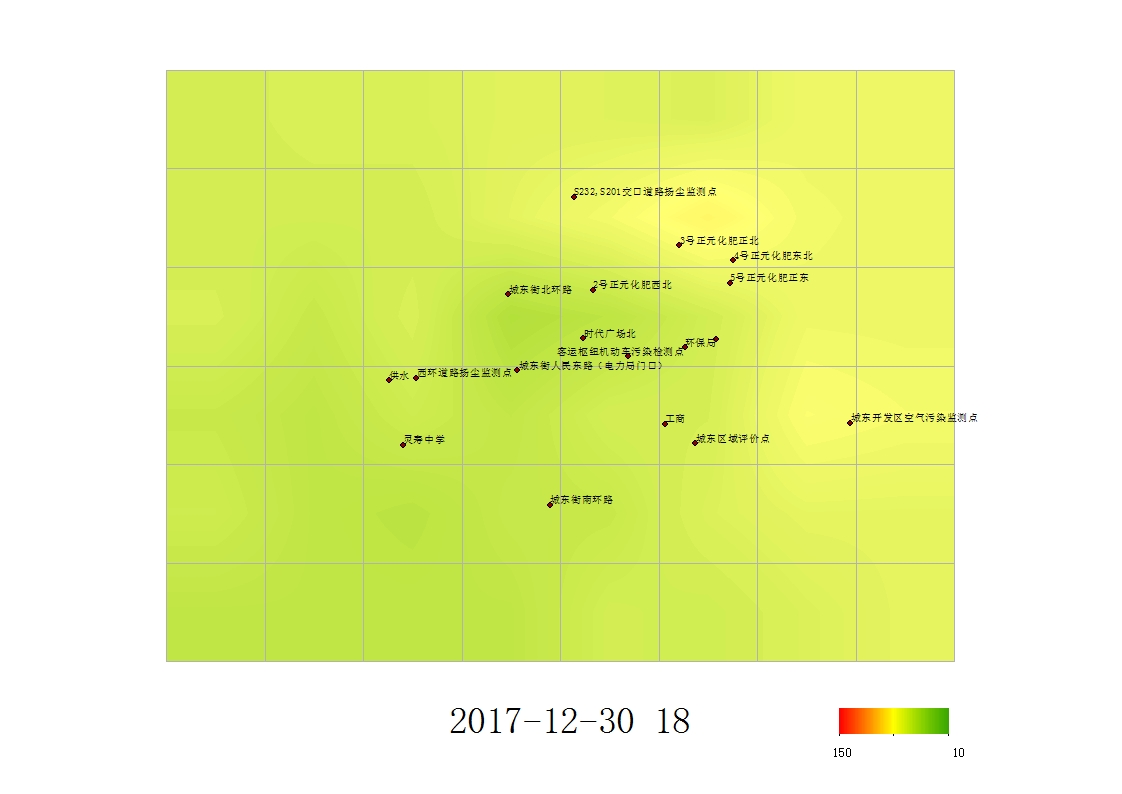 S232,S201交口道路扬尘监测点
3号正元化肥正北
4号正元化肥东北
5号正元化肥正东
2号正元化肥西北
城东街北环路
时代广场北
环保局
客运枢纽机动车污染检测点
城东街人民东路（电力局门口）
西环道路扬尘监测点
供水
城东开发区空气污染监测点
工商
城东区域评价点
灵寿中学
城东街南环路
2017-12-30 18
150
10